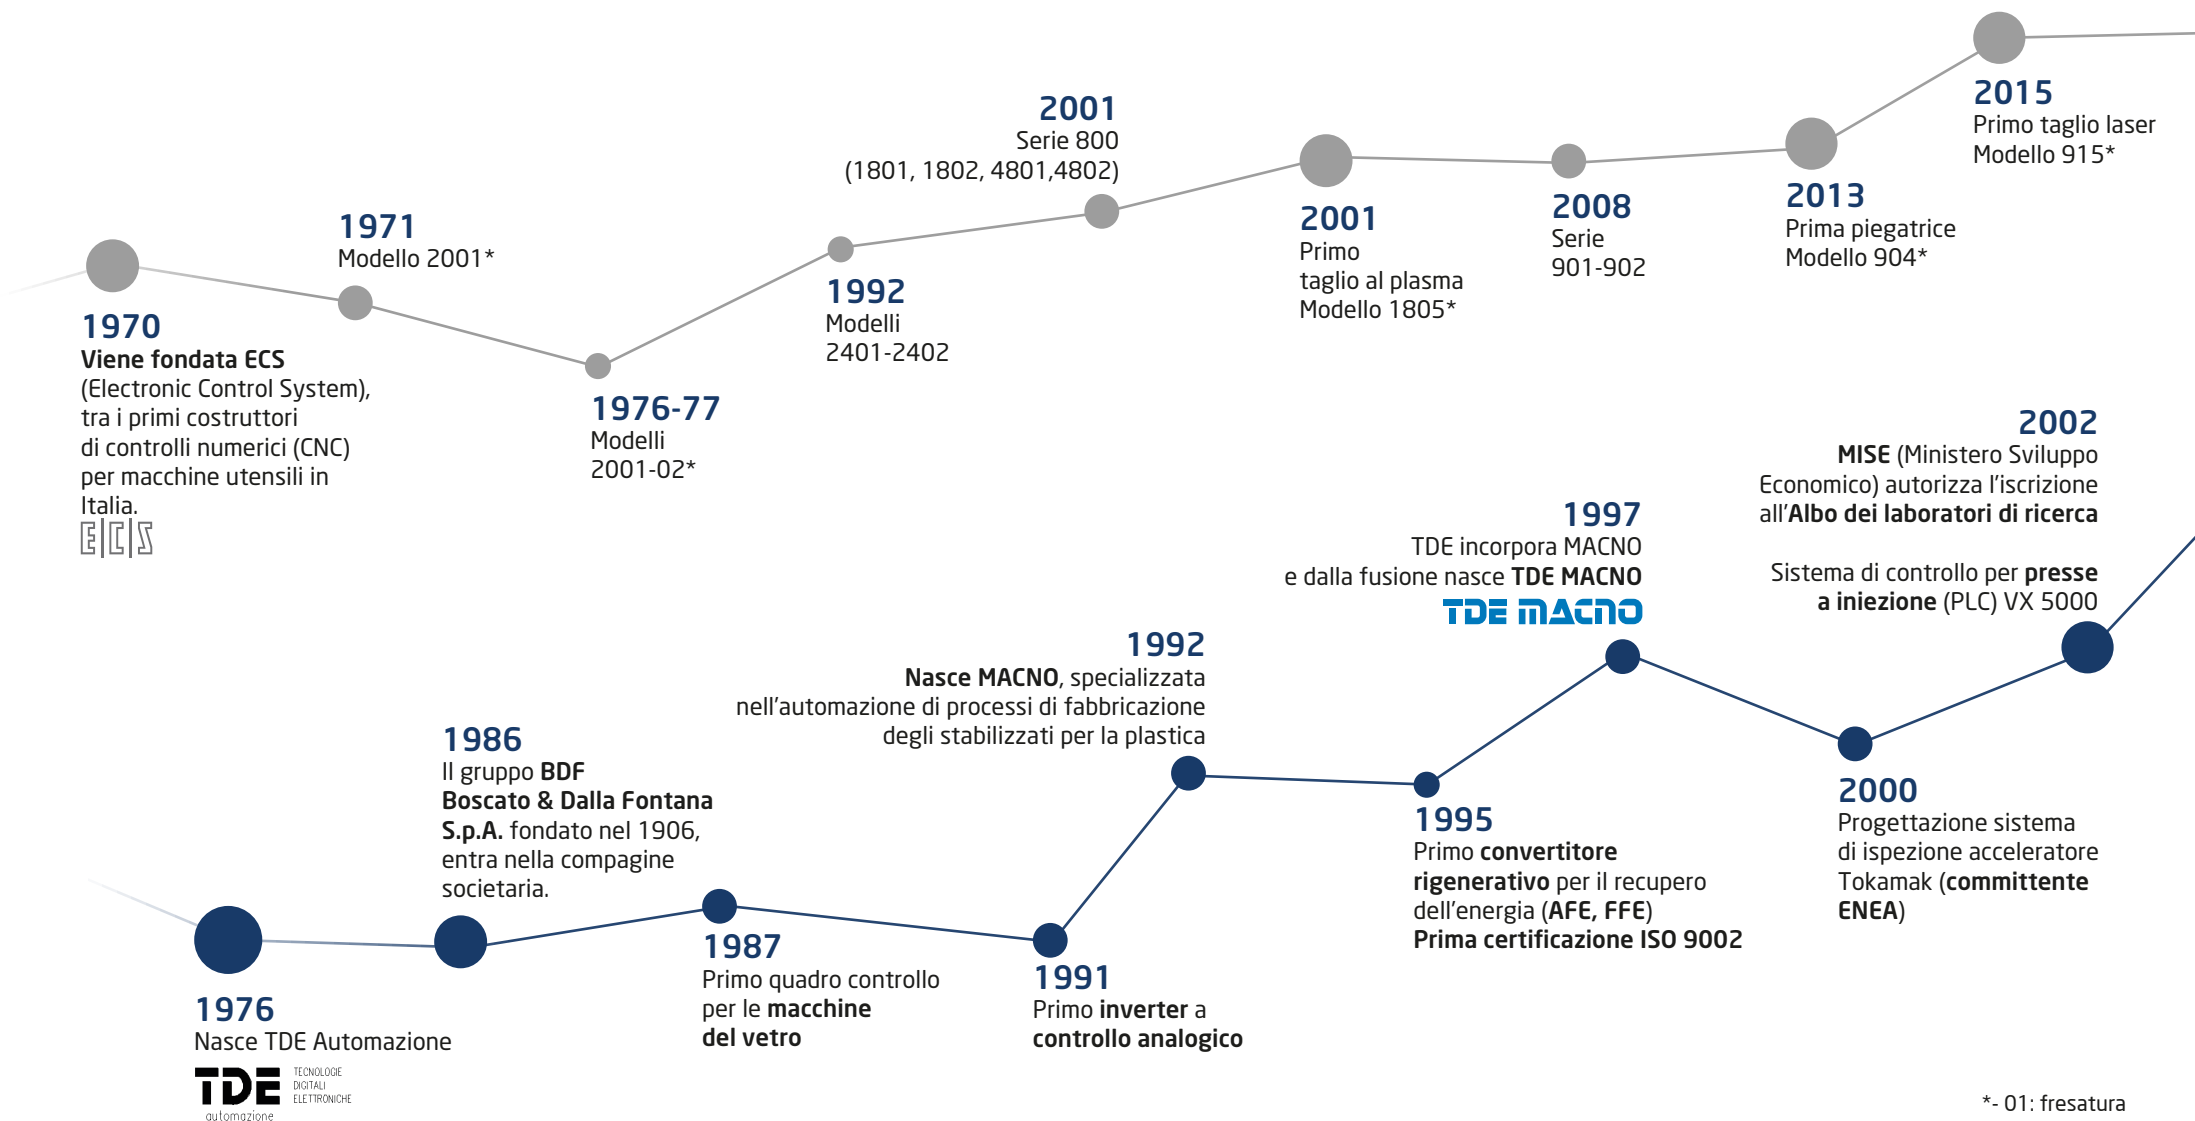 1970
Viene fondata ECS
(Electronic Control System),
tra i primi costruttori
di controlli numerici (CNC)
per macchine utensili in
Italia.
E|C|S
1971
Modello 2001*
1976-77
Modelli
2001-02*
1992
Modelli
2401-2402
2001
Serie 800
(1801, 1802, 4801,4802)
2001
Primo
taglio al plasma
Modello 1805*
2008
Serie
901-902
2013
Prima piegatrice
Modello 904*
2015
Primo taglio laser
Modello 915*
1976
Nasce TDE Automazione
TDE
automazione
TECNOLOGIE
DIGITALI
ELETTRONICHE
1986
Il gruppo BDF
Boscato & Dalla Fontana
S.p.A. fondato nel 1906,
entra nella compagine
societaria.
1987
Primo quadro controllo
per le macchine
del vetro
1991
Primo inverter a
controllo analogico
1992
Nasce MACNO, specializzata
nell'automazione di processi di fabbricazione
degli stabilizzati per la plastica
1995
Primo convertitore
rigenerativo per il recupero
dell'energia (AFE, FFE)
Prima certificazione ISO 9002
1997
TDE incorpora MACNO
e dalla fusione nasce TDE MACNO
TDE MACNO
2000
Progettazione sistema
di ispezione acceleratore
Tokamak (committente
ENEA)
2002
MISE (Ministero Sviluppo
Economico) autorizza l'iscrizione
all'Albo dei laboratori di ricerca
Sistema di controllo per presse
a iniezione (PLC) VX 5000
*- 01: fresatura